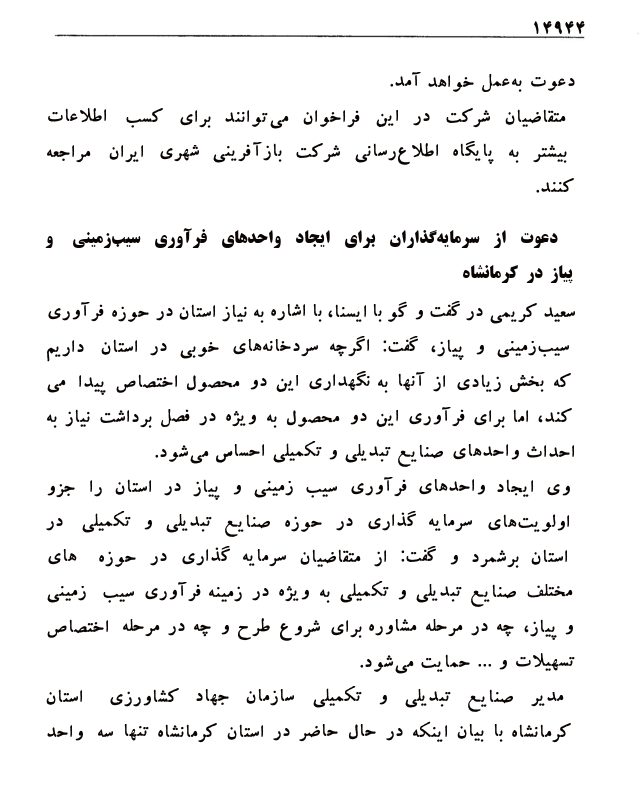 ۱۴۹۴۴
دعوت به‌عمل خواهد آمد.
متقاضیان شرکت در این فراخوان می‌توانند برای کسب اطلاعات
بیشتر به پایگاه اطلاع‌رسانی شرکت بازآفرینی شهری ایران مراجعه
کنند.
دعوت از سرمایه‌گذاران برای ایجاد واحدهای فرآوری سیب‌زمینی و
پیاز در کرمانشاه
سعید کریمی در گفت و گو با ایسنا، با اشاره به نیاز استان در حوزه فرآوری
سیب‌زمینی و پیاز، گفت: اگرچه سردخانه‌های خوبی در استان داریم
که بخش زیادی از آنها به نگهداری این دو محصول اختصاص پیدا می
کند، اما برای فرآوری این دو محصول به ویژه در فصل برداشت نیاز به
احداث واحدهای صنایع تبدیلی و تکمیلی احساس می‌شود.
وی ایجاد واحدهای فرآوری سیب زمینی و پیاز در استان را جزو
اولویت‌های سرمایه گذاری در حوزه صنایع تبدیلی و تکمیلی در
استان برشمرد و گفت: از متقاضیان سرمایه گذاری در حوزه های
مختلف صنایع تبدیلی و تکمیلی به ویژه در زمینه فرآوری سیب زمینی
و پیاز، چه در مرحله مشاوره برای شروع طرح و چه در مرحله اختصاص
تسهیلات و ... حمایت می‌شود.
مدیر صنایع تبدیلی و تکمیلی سازمان جهاد کشاورزی استان
کرمانشاه با بیان اینکه در حال حاضر در استان کرمانشاه تنها سه واحد